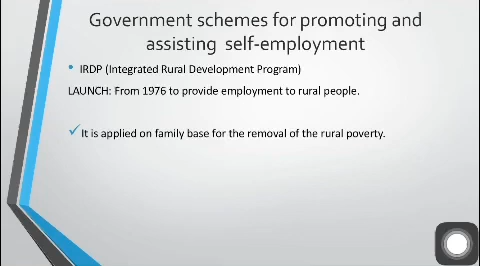 Government schemes for promoting and
assisting self-employment
• IRDP (Integrated Rural Development Program)
LAUNCH: From 1976 to provide employment to rural people.
✓It is applied on family base for the removal of the rural poverty.